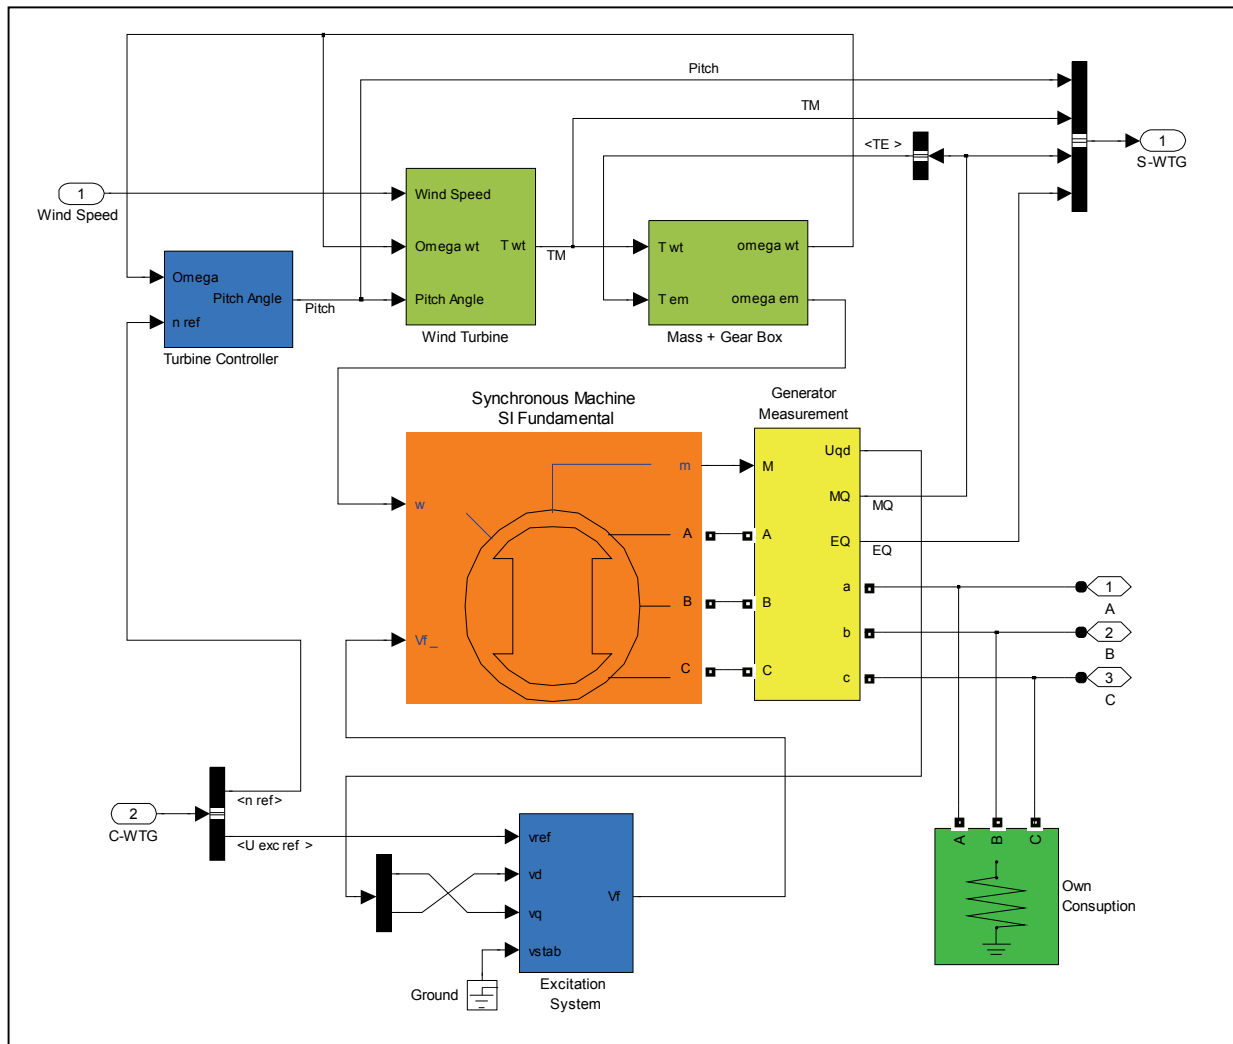 Pitch
TM
<TE >
1
S-WTG
1
Wind Speed
Wind Speed
Omega wt
T wt
Pitch Angle
TM
Wind Turbine
T wt
omega wt
T em
omega em
Mass + Gear Box
Omega
Pitch Angle
n ref
Pitch
Turbine Controller
Synchronous Machine
SI Fundamental
w
m
A
B
Vf_
C
Generator
Measurement
Uqd
M
MQ
MQ
A
EQ
EQ
a
B
b
C
c
1
A
2
B
3
C
<n ref>
2
C-WTG
<U exc ref >
vref
vd
Vf
vq
vstab
Ground
Excitation
System
A
B
C
Own
Consuption